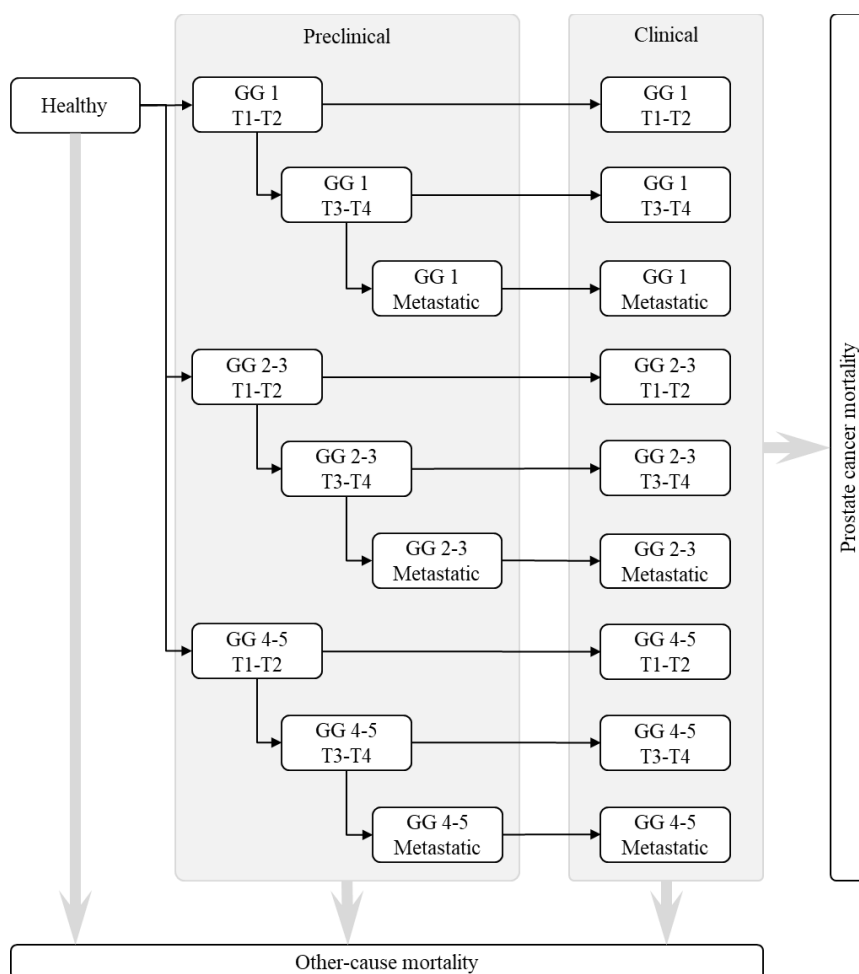 Preclinical
Clinical
Healthy
GG 1
T1-T2
GG 1
T1-T2
GG 1
T3-T4
GG 1
T3-T4
GG 1
Metastatic
GG 1
Metastatic
GG 2-3
T1-T2
GG 2-3
T1-T2
GG 2-3
T3-T4
GG 2-3
T3-T4
GG 2-3
Metastatic
GG 2-3
Metastatic
GG 4-5
T1-T2
GG 4-5
T1-T2
GG 4-5
T3-T4
GG 4-5
T3-T4
GG 4-5
Metastatic
GG 4-5
Metastatic
Prostate cancer mortality
Other-cause mortality